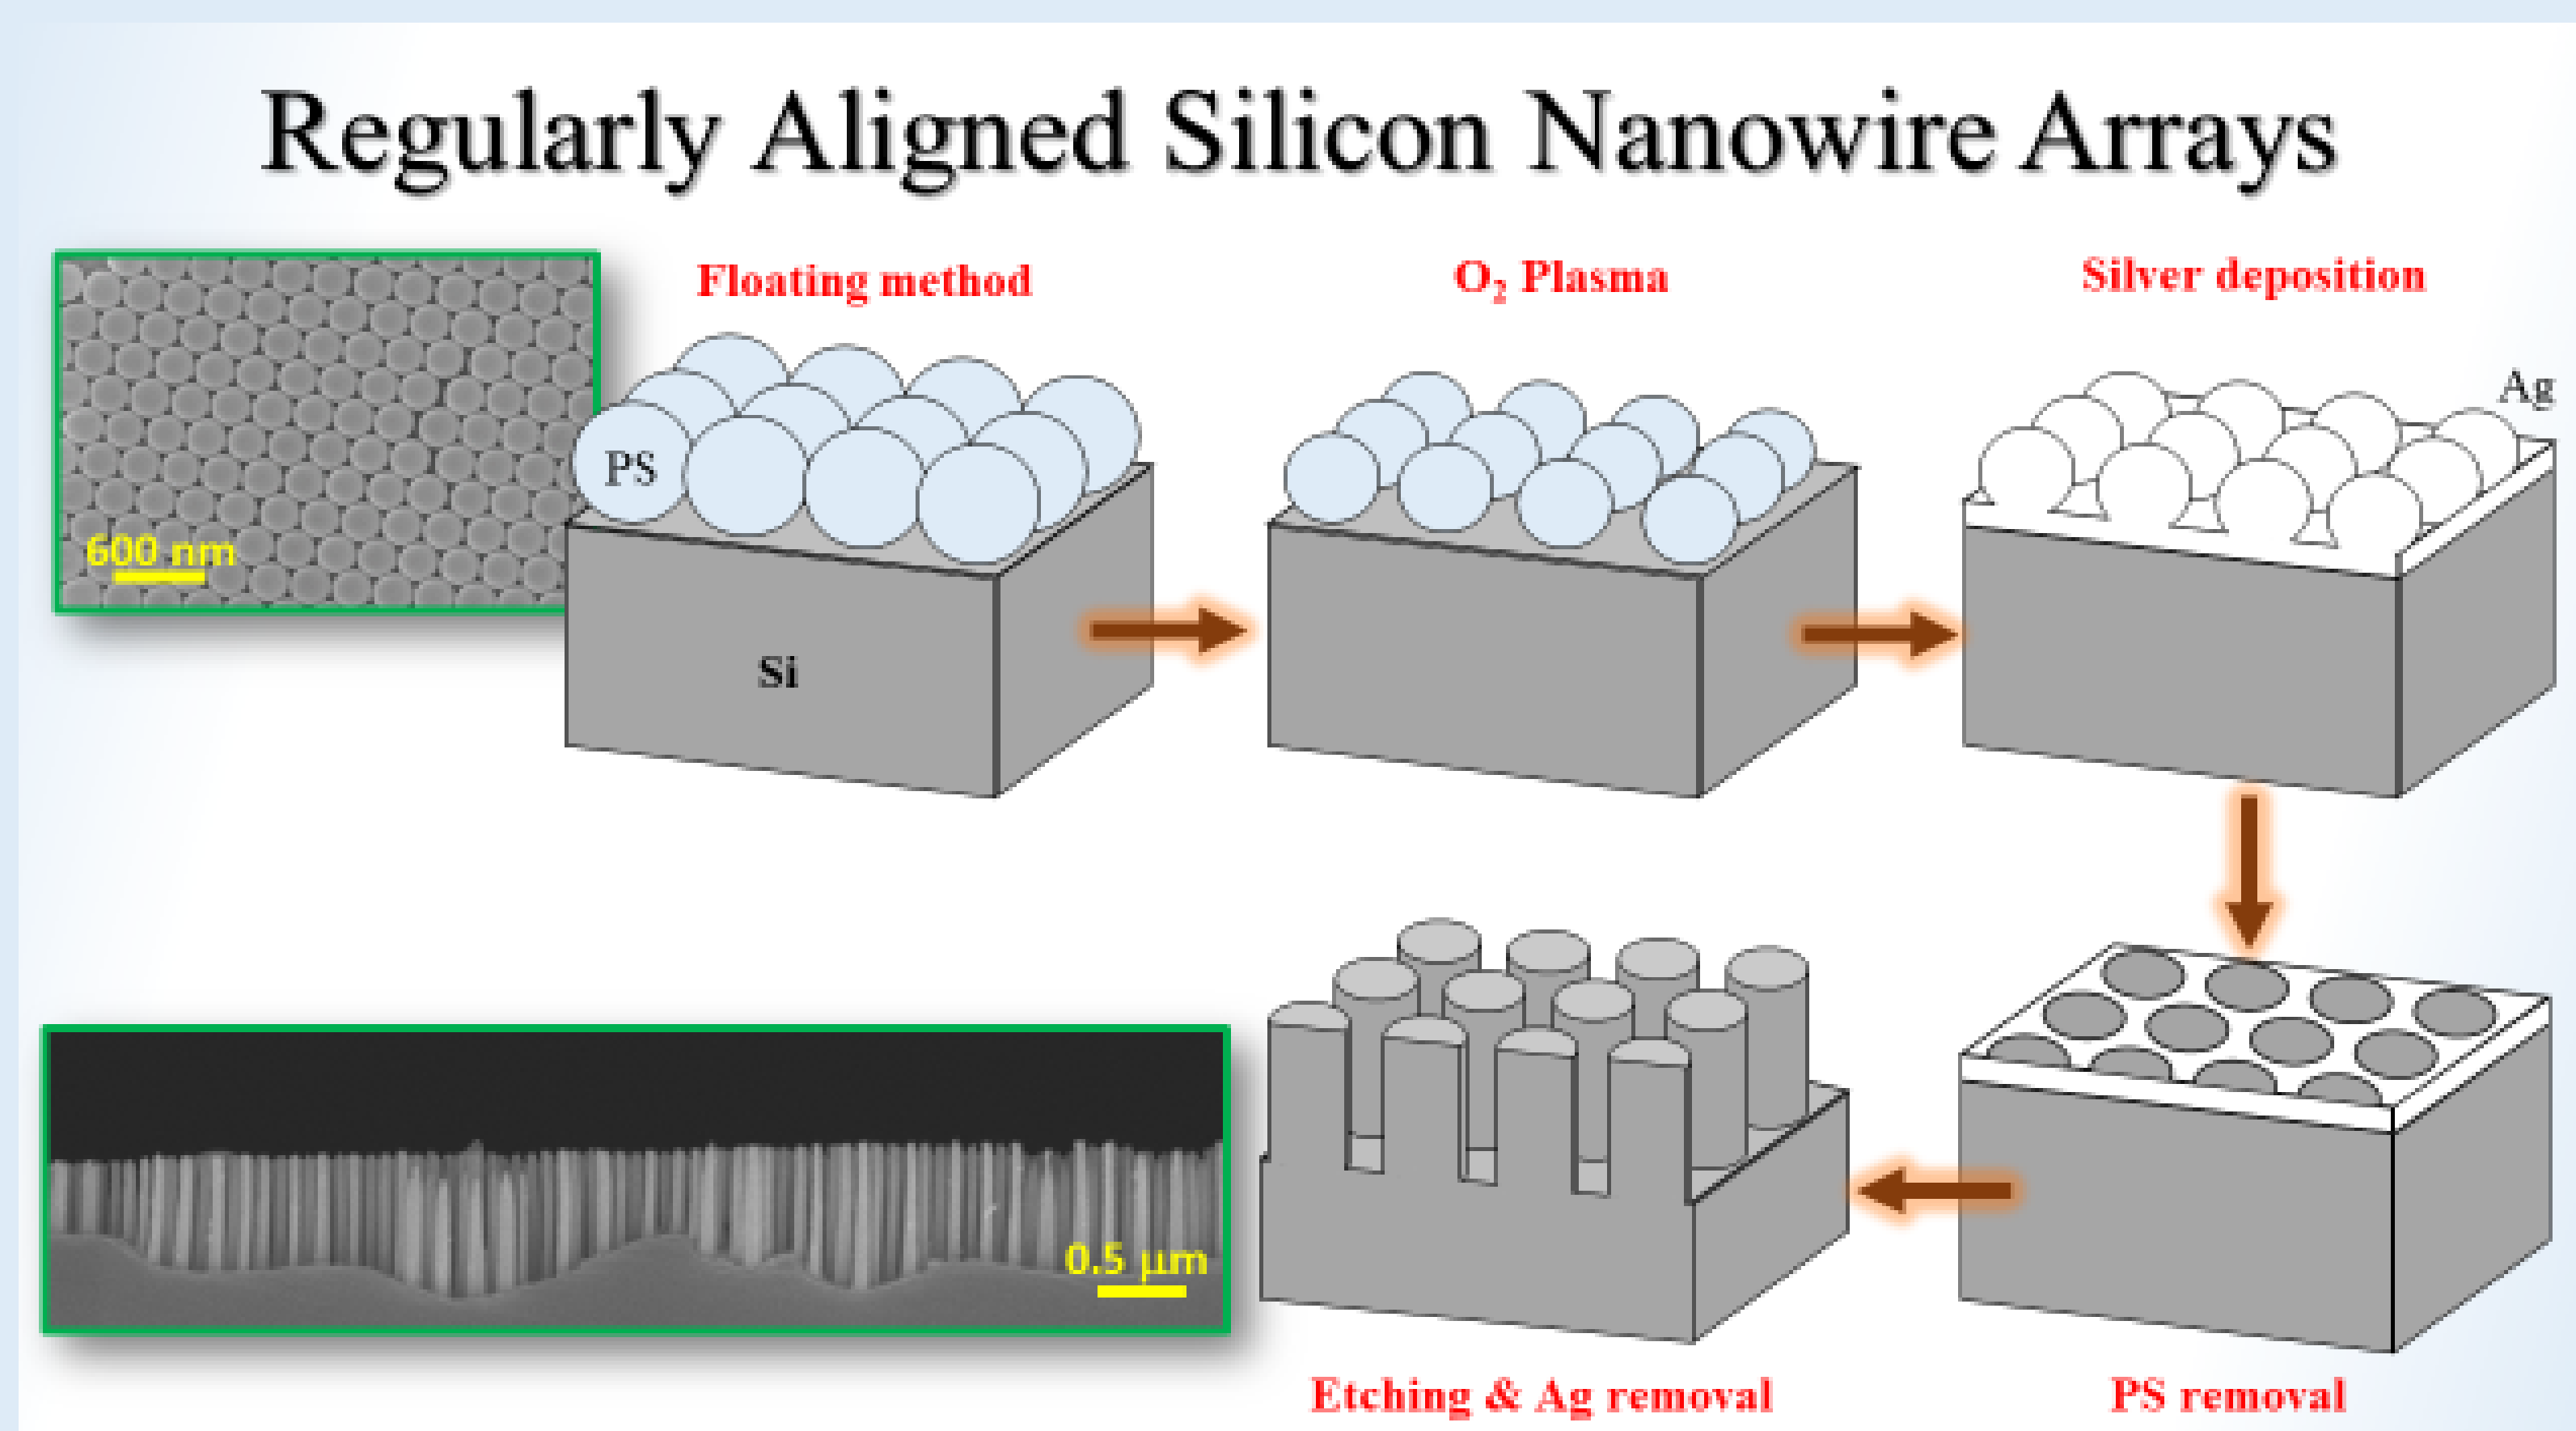 Regularly Aligned Silicon Nanowire Arrays
Floating method
O₂ Plasma
Silver deposition
Ag
PS
600 nm
Si
0.5 μm
Etching & Ag removal
PS removal